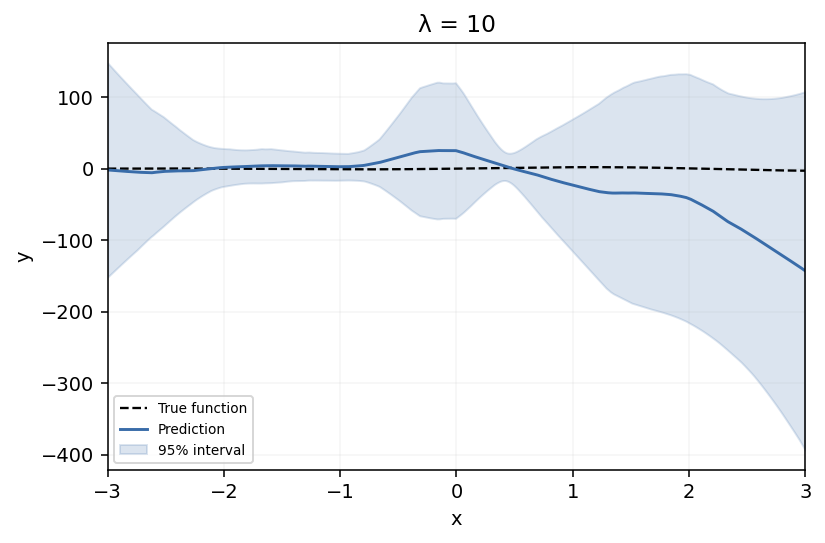 λ = 10
y
100
0
−100
−200
−300
−400
True function
Prediction
95% interval
−3
−2
−1
0
1
2
3
x